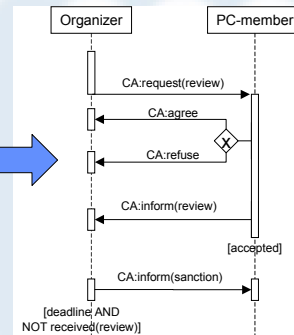 Organizer
PC-member
CA:request(review)
CA:agree
X
CA:refuse
CA:inform(review)
[accepted]
CA:inform(sanction)
[deadline AND
NOT received(review)]